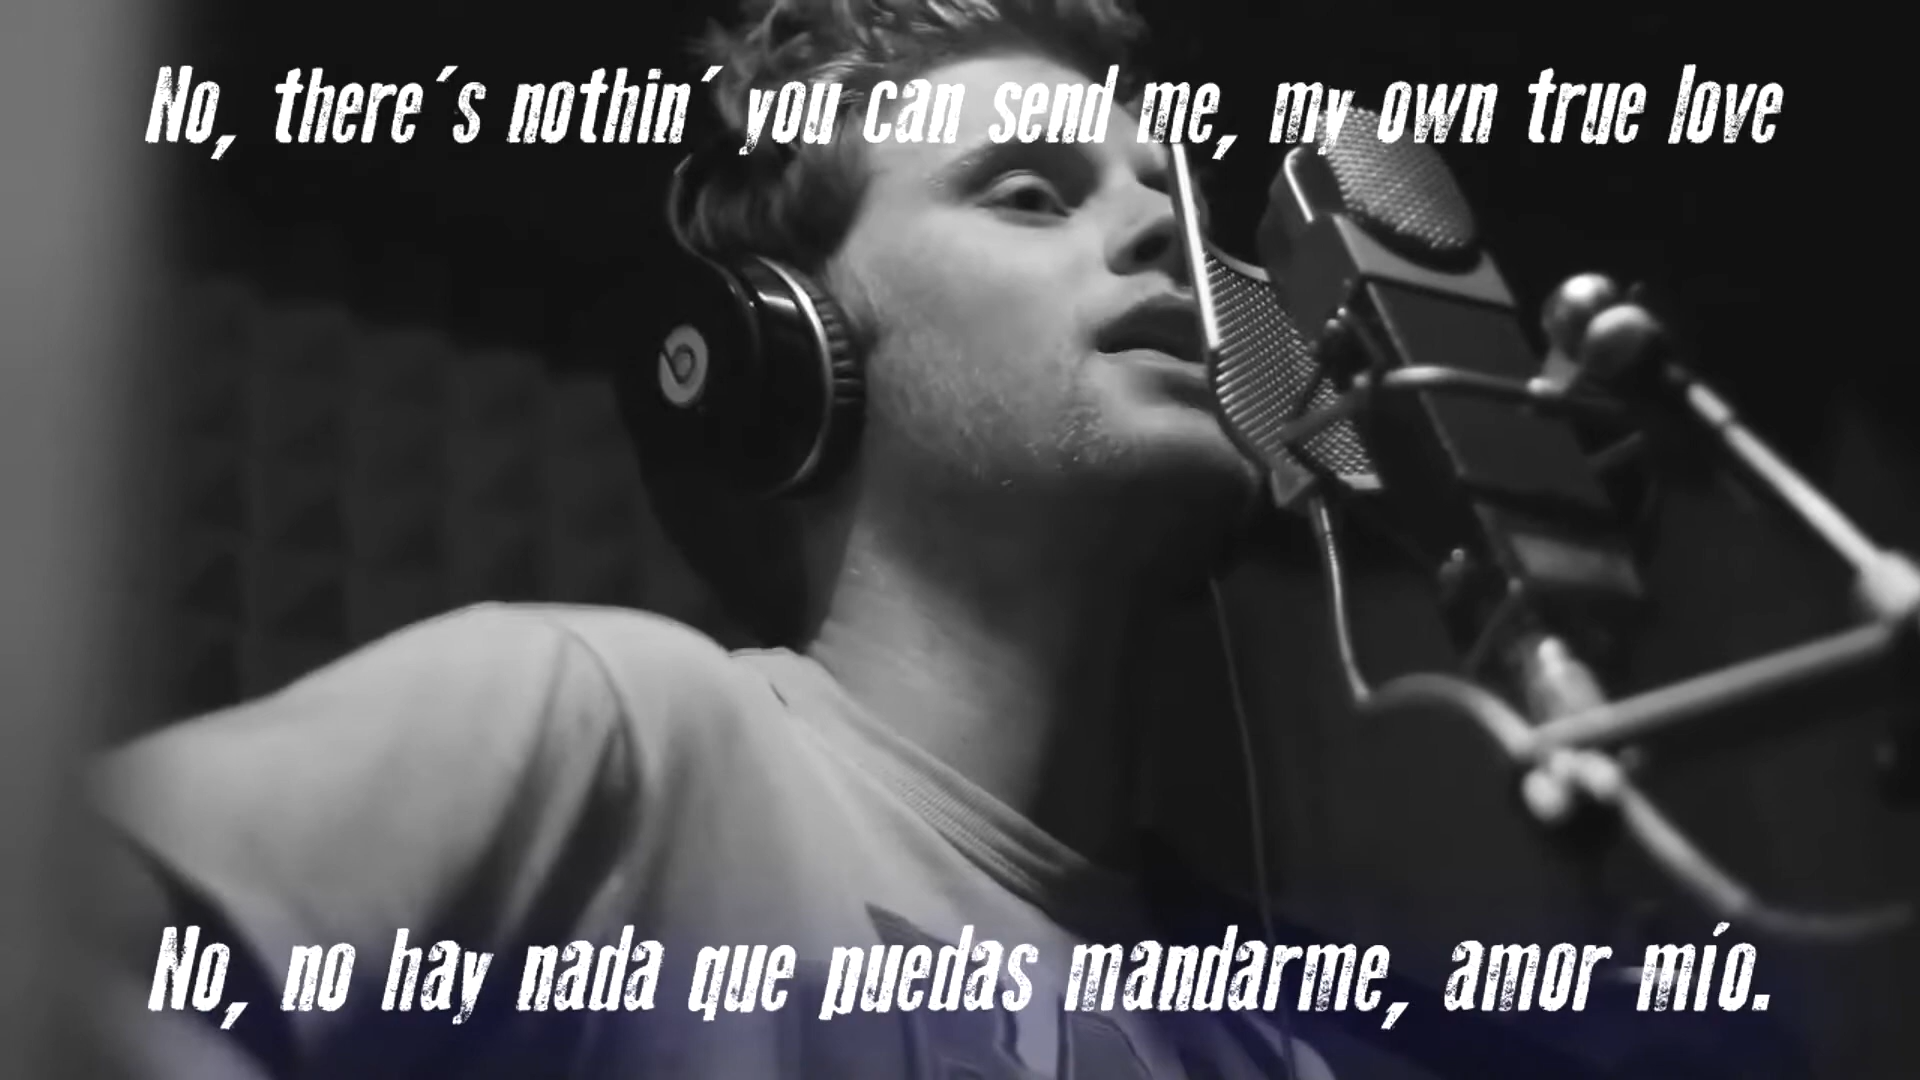 No, there´s nothin´ you can send me, my own true love
No, no hay nada que puedas mandarme, amor mío.